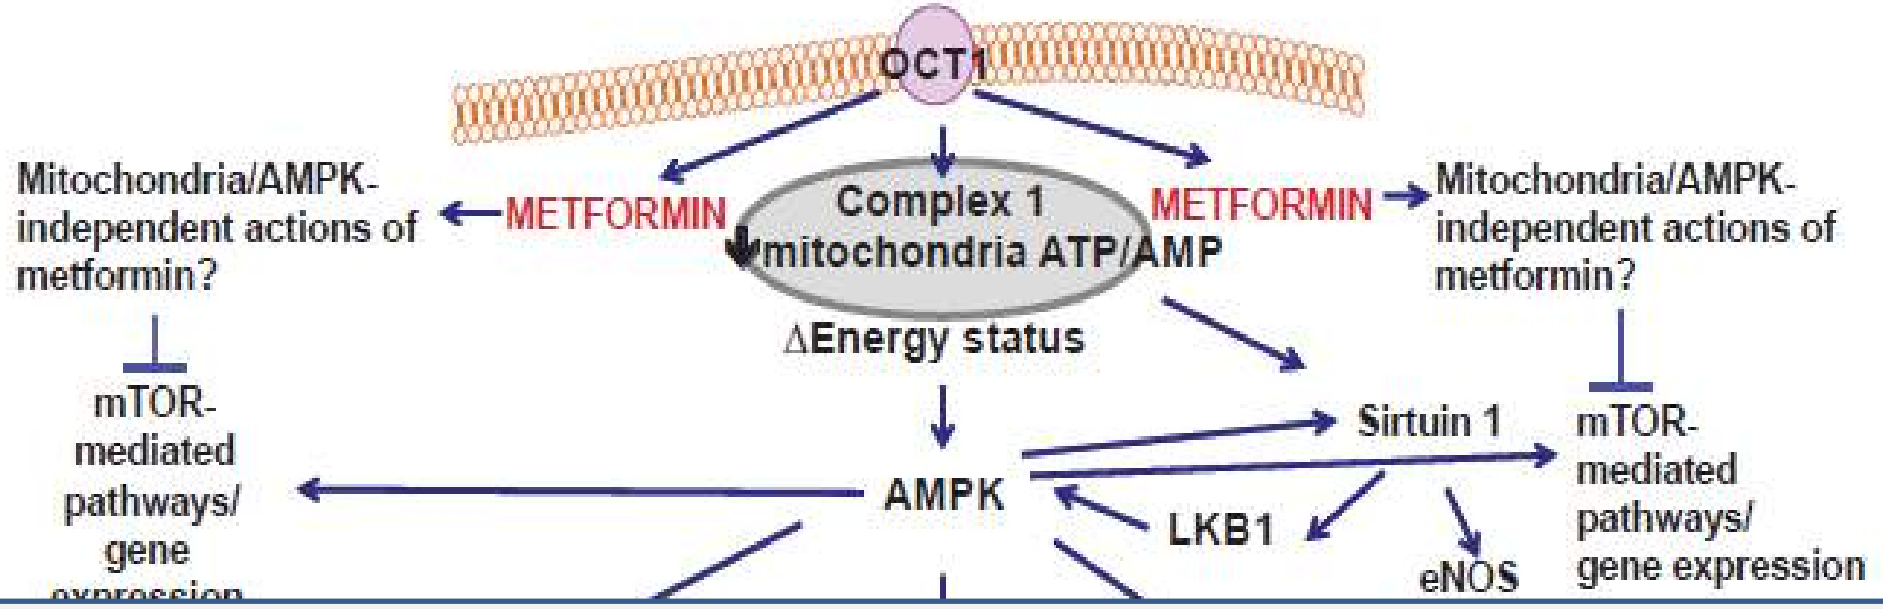 OCT1
Mitochondria/AMPK-
independent actions of
metformin?
METFORMIN
Complex 1
mitochondria ATP/AMP
METFORMIN
Mitochondria/AMPK-
independent actions of
metformin?
ΔEnergy status
mTOR-
mediated
pathways/
gene
expression
AMPK
Sirtuin 1
LKB1
eNOS
mTOR-
mediated
pathways/
gene expression